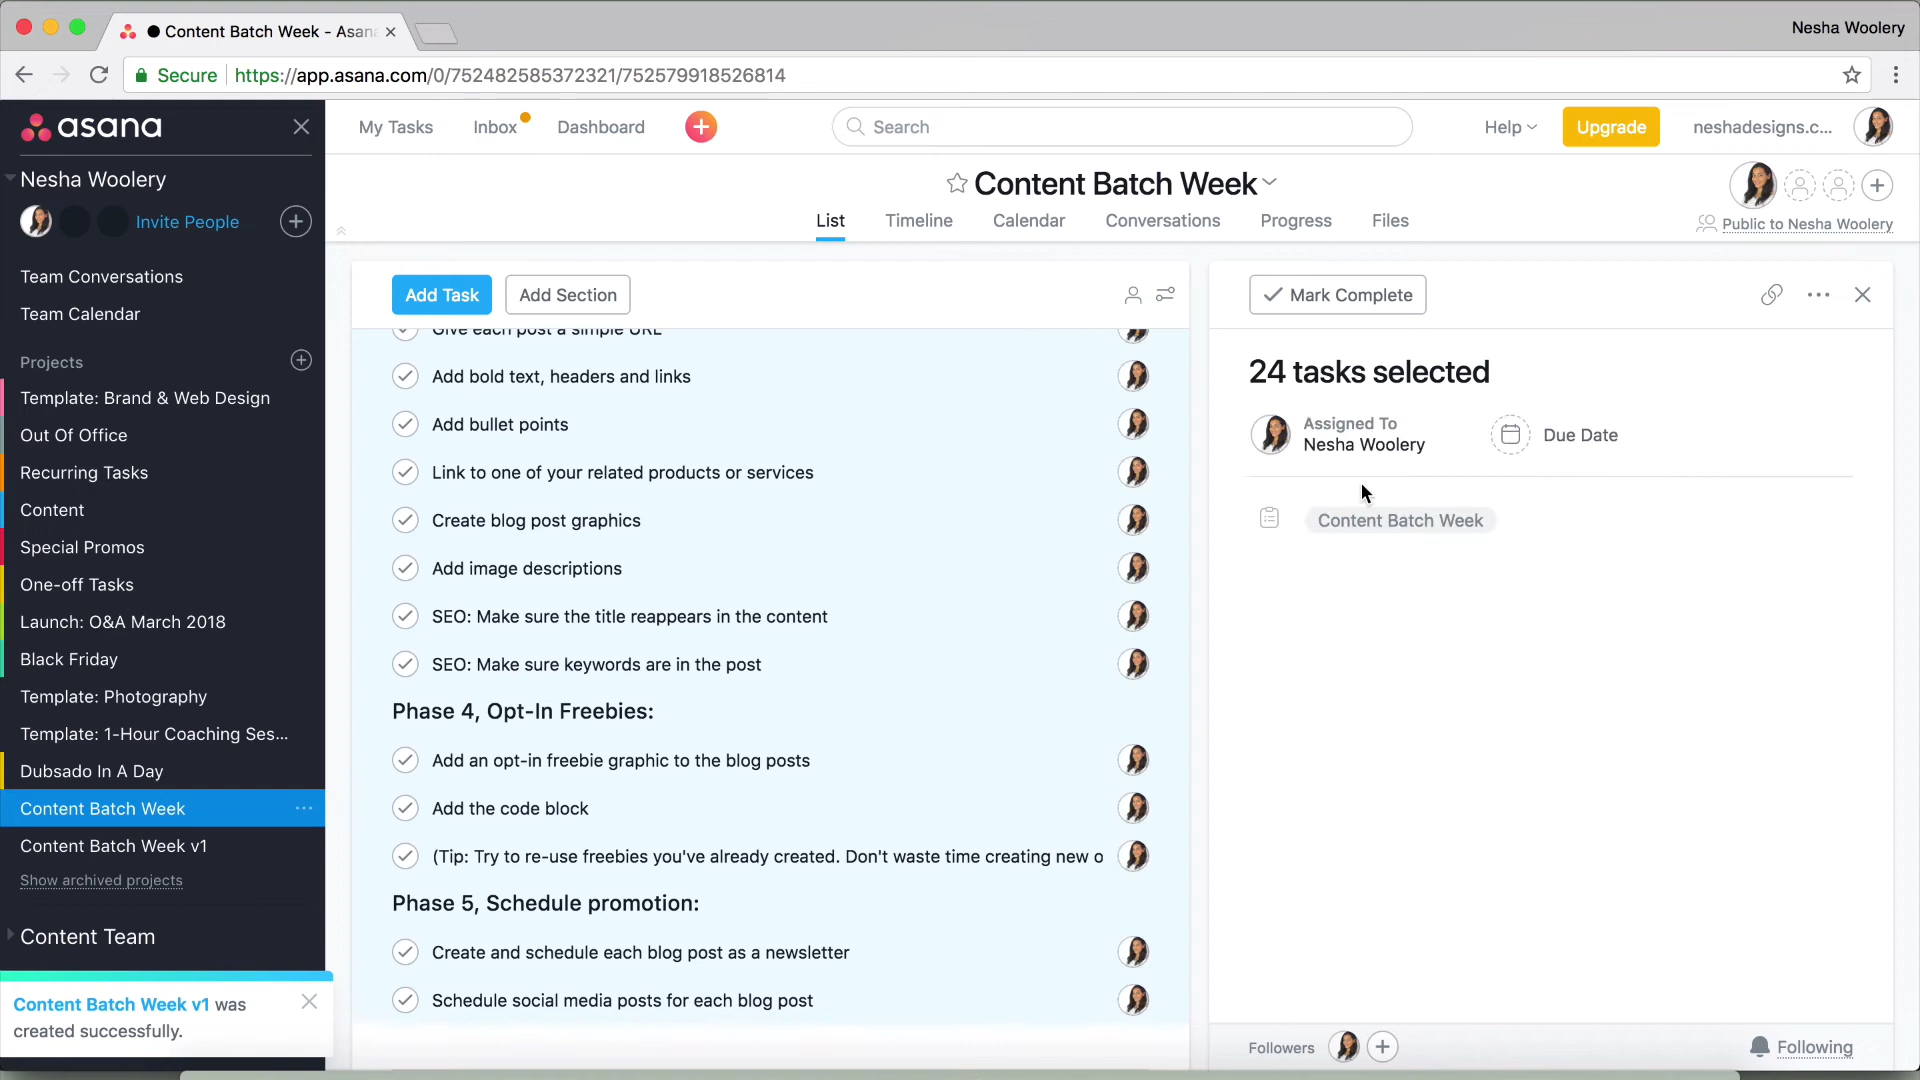 Content Batch Week - Asan
Nesha Woolery
Secure
https://app.asana.com/0/752482585372321/752579918526814
asana
My Tasks
Inbox
Dashboard
Search
Help
Upgrade
neshadesigns.c...
Nesha Woolery
Invite People
Team Conversations
Team Calendar
Projects
Template: Brand & Web Design
Out Of Office
Recurring Tasks
Content
Special Promos
One-off Tasks
Launch: O&A March 2018
Black Friday
Template: Photography
Template: 1-Hour Coaching Ses...
Dubsado In A Day
Content Batch Week
Content Batch Week v1
Show archived projects
Content Team
Content Batch Week v1 was
created successfully.
Content Batch Week
List
Timeline
Calendar
Conversations
Progress
Files
Public to Nesha Woolery
Add Task
Add Section
Give each post a simple URL
Add bold text, headers and links
Add bullet points
Link to one of your related products or services
Create blog post graphics
Add image descriptions
SEO: Make sure the title reappears in the content
SEO: Make sure keywords are in the post
Phase 4, Opt-In Freebies:
Add an opt-in freebie graphic to the blog posts
Add the code block
(Tip: Try to re-use freebies you've already created. Don't waste time creating new o
Phase 5, Schedule promotion:
Create and schedule each blog post as a newsletter
Schedule social media posts for each blog post
Mark Complete
24 tasks selected
Assigned To
Nesha Woolery
Due Date
Content Batch Week
Followers
Following